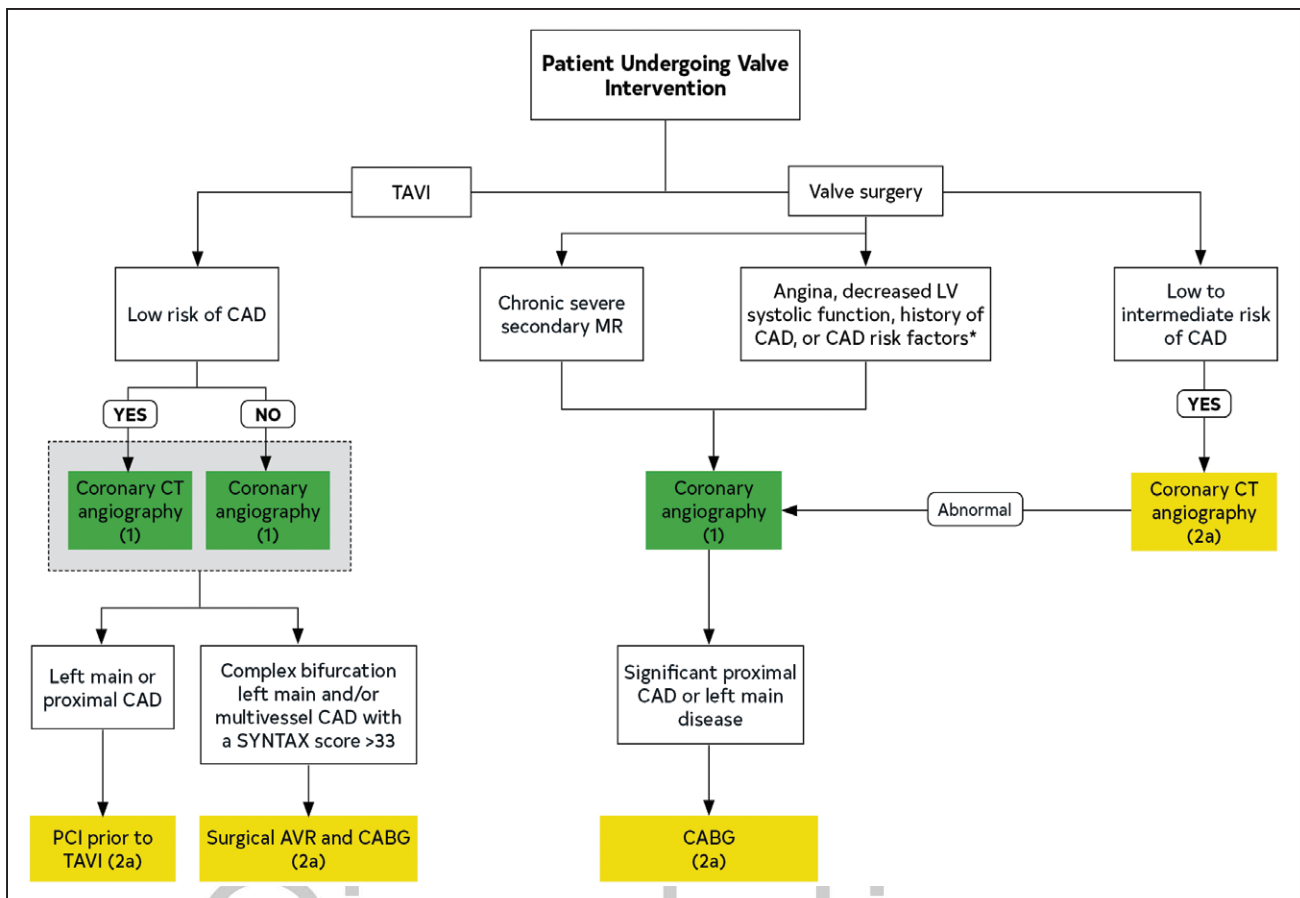 Patient Undergoing Valve
Intervention
TAVI
Valve surgery
Low risk of CAD
Chronic severe
secondary MR
Angina, decreased LV
systolic function, history
of CAD, or CAD risk factors*
Low to
intermediate risk
of CAD
YES
NO
YES
Coronary CT
angiography
(1)
Coronary
angiography
(1)
Coronary
angiography
(1)
Abnormal
Coronary CT
angiography
(2a)
Left main or
proximal CAD
Complex bifurcation
left main and/or
multivessel CAD with
a SYNTAX score >33
Significant proximal
CAD or left main
disease
PCI prior to
TAVI (2a)
Surgical AVR and CABG
(2a)
CABG
(2a)